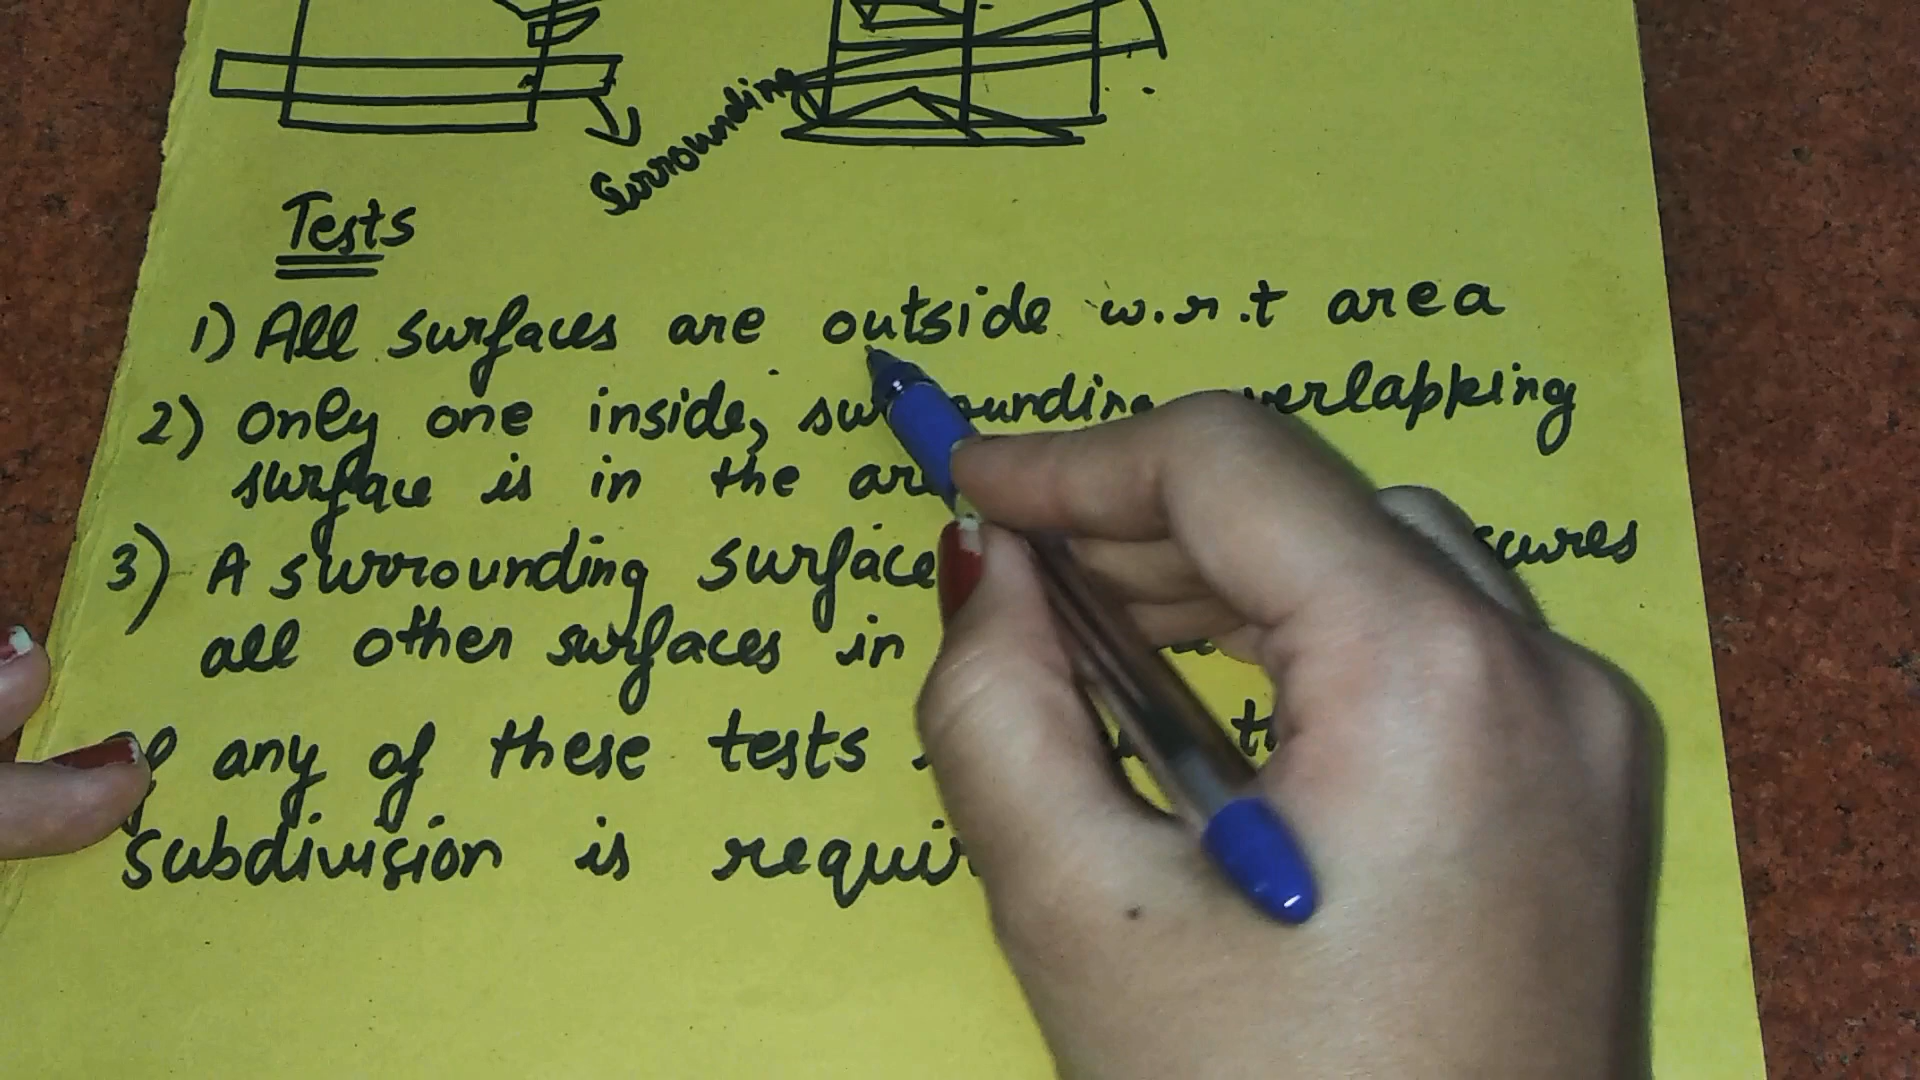 Surrounding
Tests
1) All surfaces are outside w.r.t area
2) Only one inside, overlapping
surface is in the
3) A surrounding surface
all other surfaces in
any of these tests
subdivision is